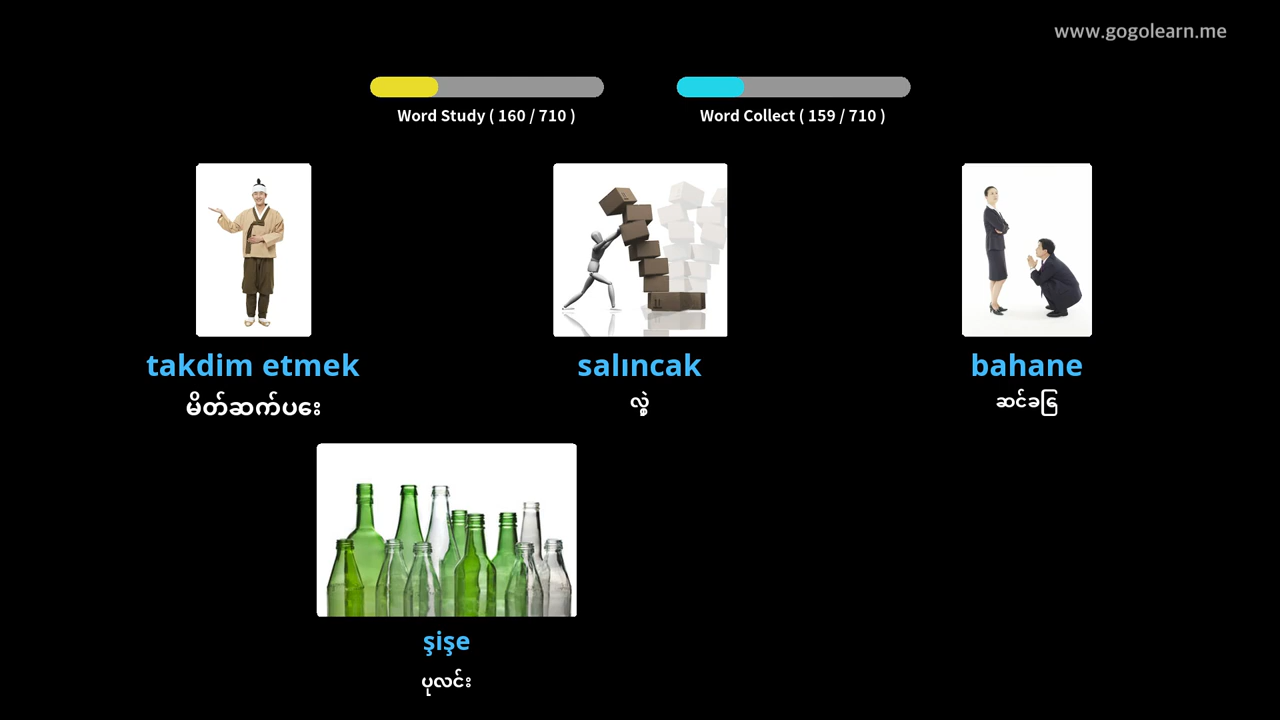 www.gogolearn.me
Word Study ( 160 / 710 )
Word Collect ( 159 / 710 )
takdim etmek
salıncak
bahane
မိတ်ဆက်ပေး
လွှဲ
ဆင်ခြေ
şişe
ပုလင်း